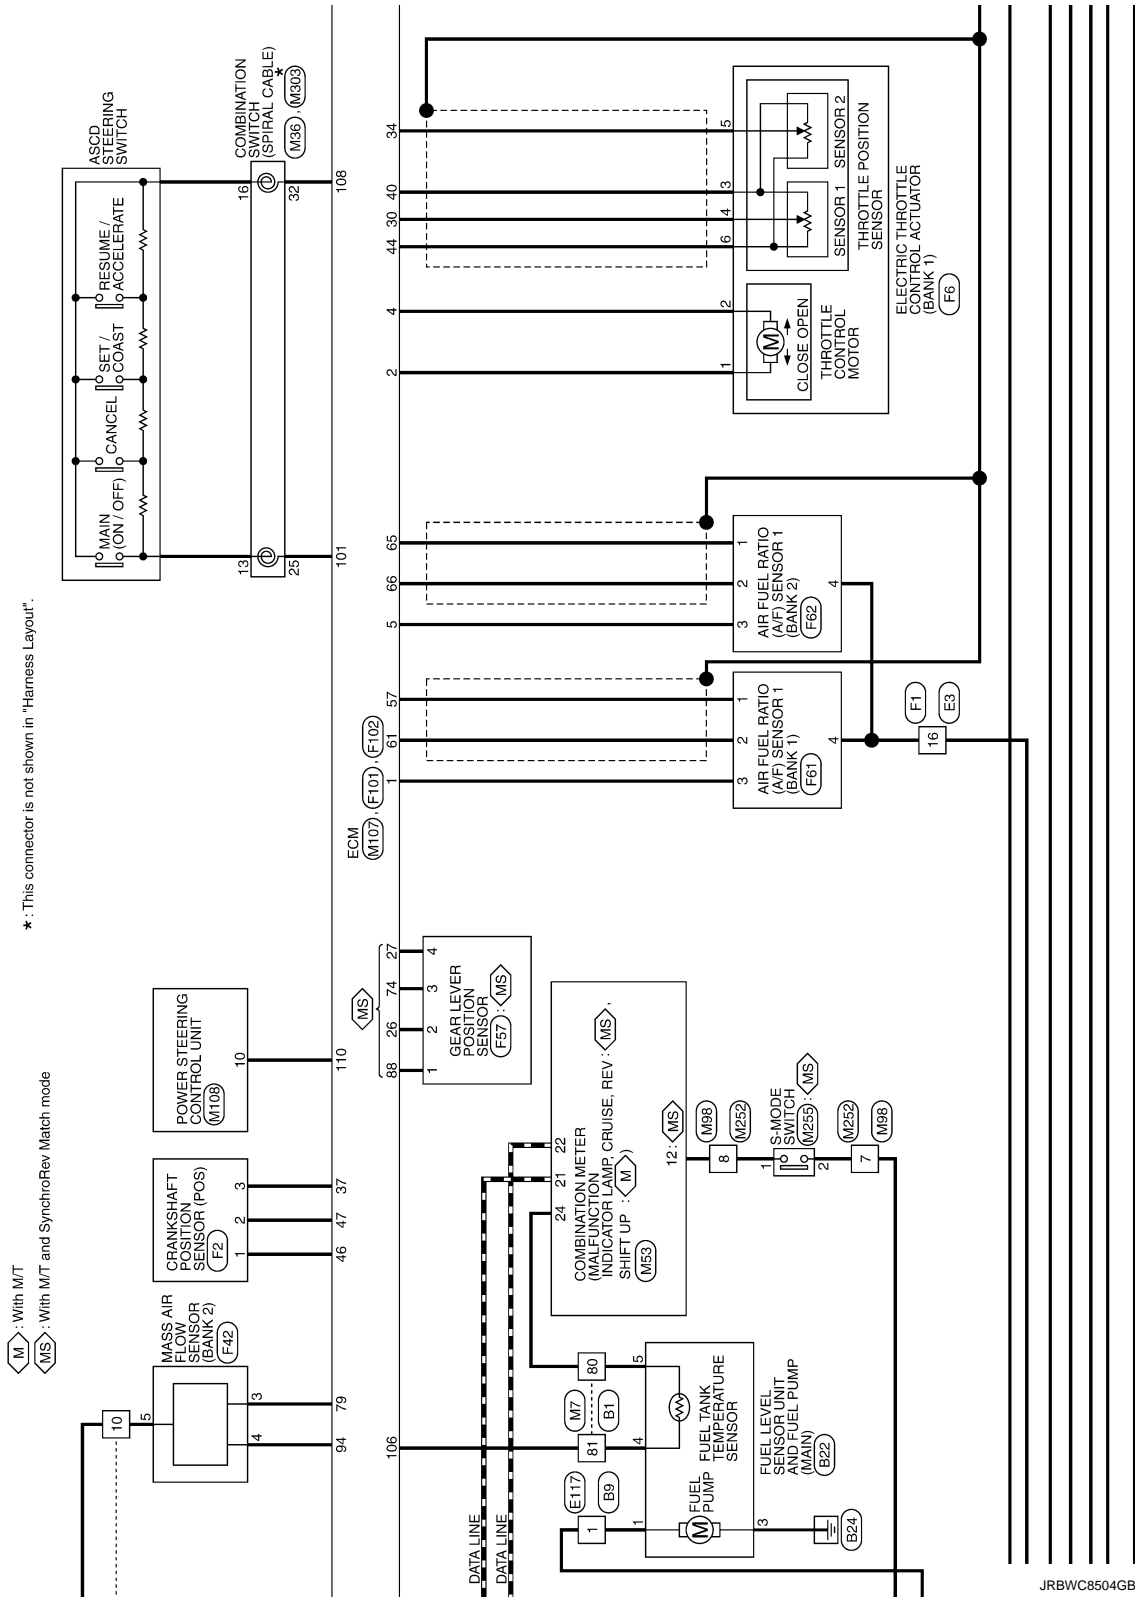 M : With M/T
MS : With M/T and SynchroRev Match mode
* : This connector is not shown in "Harness Layout".
10
5
MASS AIR
FLOW
SENSOR
(BANK 2)
F42
4
3
94
79
CRANKSHAFT
POSITION
SENSOR (POS)
F2
1
2
3
46
47
37
POWER STEERING
CONTROL UNIT
M108
10
110
ASCD
STEERING
SWITCH
MAIN
(ON / OFF)
CANCEL
SET /
COAST
RESUME /
ACCELERATE
13
16
COMBINATION
SWITCH
(SPIRAL CABLE)
*
M36 , M303
25
32
101
108
ECM
M107 , F101 , F102
MS
106
88
26
74
27
1
61
57
5
66
65
2
4
44
30
40
34
1
2
3
4
GEAR LEVER
POSITION
SENSOR
F57 : MS
DATA LINE
DATA LINE
24
21
22
COMBINATION METER
(MALFUNCTION
INDICATOR LAMP, CRUISE, REV : MS ,
SHIFT UP : M )
M53
12 : MS
8
M98
M252
1
2
S-MODE
SWITCH
M255 : MS
7
M252
M98
E117
B9
1
81
M7
B1
80
1
4
5
FUEL
PUMP
M
FUEL TANK
TEMPERATURE
SENSOR
3
FUEL LEVEL
SENSOR UNIT
AND FUEL PUMP
(MAIN)
B22
B24
3
2
1
AIR FUEL RATIO
(A/F) SENSOR 1
(BANK 1)
F61
4
3
2
1
AIR FUEL RATIO
(A/F) SENSOR 1
(BANK 2)
F62
4
16
F1
E3
1
2
6
4
3
5
M
CLOSE OPEN
THROTTLE
CONTROL
MOTOR
SENSOR 1
SENSOR 2
THROTTLE POSITION
SENSOR
ELECTRIC THROTTLE
CONTROL ACTUATOR
(BANK 1)
F6
JRBWC8504GB